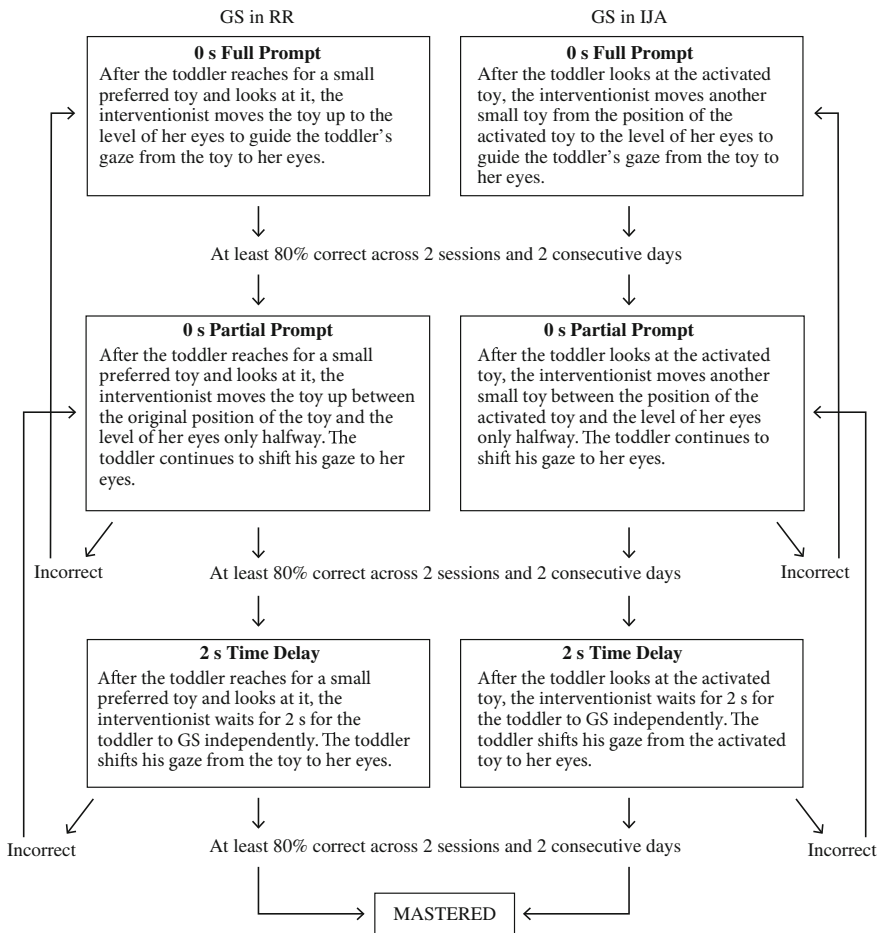 GS in RR
GS in IJA
0 s Full Prompt
After the toddler reaches for a small
preferred toy and looks at it, the
interventionist moves the toy up to the
level of her eyes to guide the toddler’s
gaze from the toy to her eyes.
0 s Full Prompt
After the toddler looks at the activated
toy, the interventionist moves another
small toy from the position of the
activated toy to the level of her eyes to
guide the toddler’s gaze from the toy to
her eyes.
At least 80% correct across 2 sessions and 2 consecutive days
0 s Partial Prompt
After the toddler reaches for a small
preferred toy and looks at it, the
interventionist moves the toy up between
the original position of the toy and the
level of her eyes only halfway. The
toddler continues to shift his gaze to her
eyes.
0 s Partial Prompt
After the toddler looks at the activated
toy, the interventionist moves another
small toy between the position of the
activated toy and the level of her eyes
only halfway. The toddler continues to
shift his gaze to her eyes.
Incorrect
At least 80% correct across 2 sessions and 2 consecutive days
Incorrect
2 s Time Delay
After the toddler reaches for a small
preferred toy and looks at it, the
interventionist waits for 2 s for the
toddler to GS independently. The toddler
shifts his gaze from the toy to her eyes.
2 s Time Delay
After the toddler looks at the activated
toy, the interventionist waits for 2 s for
the toddler to GS independently. The
toddler shifts his gaze from the activated
toy to her eyes.
Incorrect
At least 80% correct across 2 sessions and 2 consecutive days
Incorrect
MASTERED